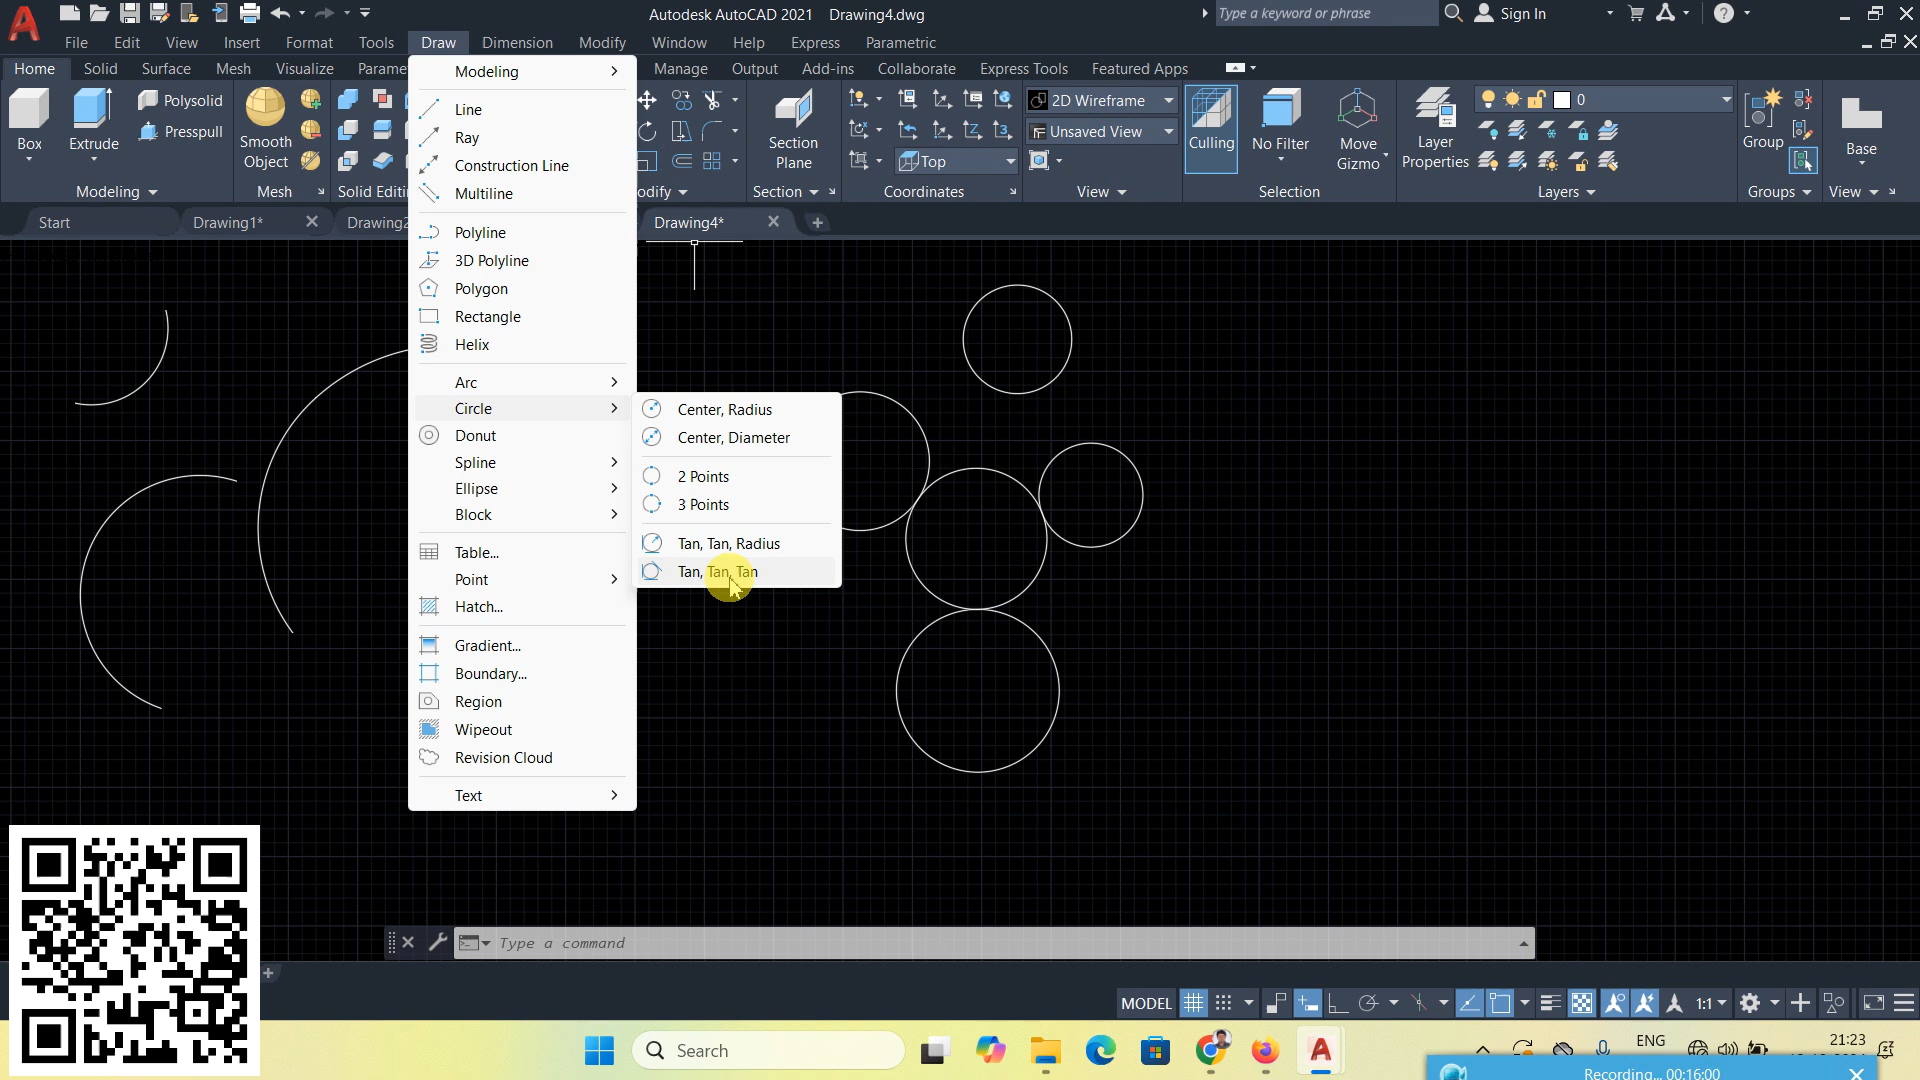 Autodesk AutoCAD 2021 Drawing4.dwg
Type a keyword or phrase
Sign In
File Edit View Insert Format Tools Draw Dimension Modify Window Help Express Parametric
Home Solid Surface Mesh Visualize Parame Manage Output Add-ins Collaborate Express Tools Featured Apps
Box
Extrude
Polysolid
Presspull
Smooth
Object
Section
Plane
Top
2D Wireframe
Unsaved View
Culling
No Filter
Move
Gizmo
Layer
Properties
0
Group
Base
Modeling Mesh Solid Editi odify Section Coordinates View Selection Layers Groups View
Start Drawing1* Drawing2 Drawing4*
Modeling
Line
Ray
Construction Line
Multiline
Polyline
3D Polyline
Polygon
Rectangle
Helix
Arc
Circle
Donut
Spline
Ellipse
Block
Table...
Point
Hatch...
Gradient...
Boundary...
Region
Wipeout
Revision Cloud
Text
Center, Radius
Center, Diameter
2 Points
3 Points
Tan, Tan, Radius
Tan, Tan, Tan
Type a command
MODEL
1:1
Search
ENG
21:23
Recording... 00:16:00